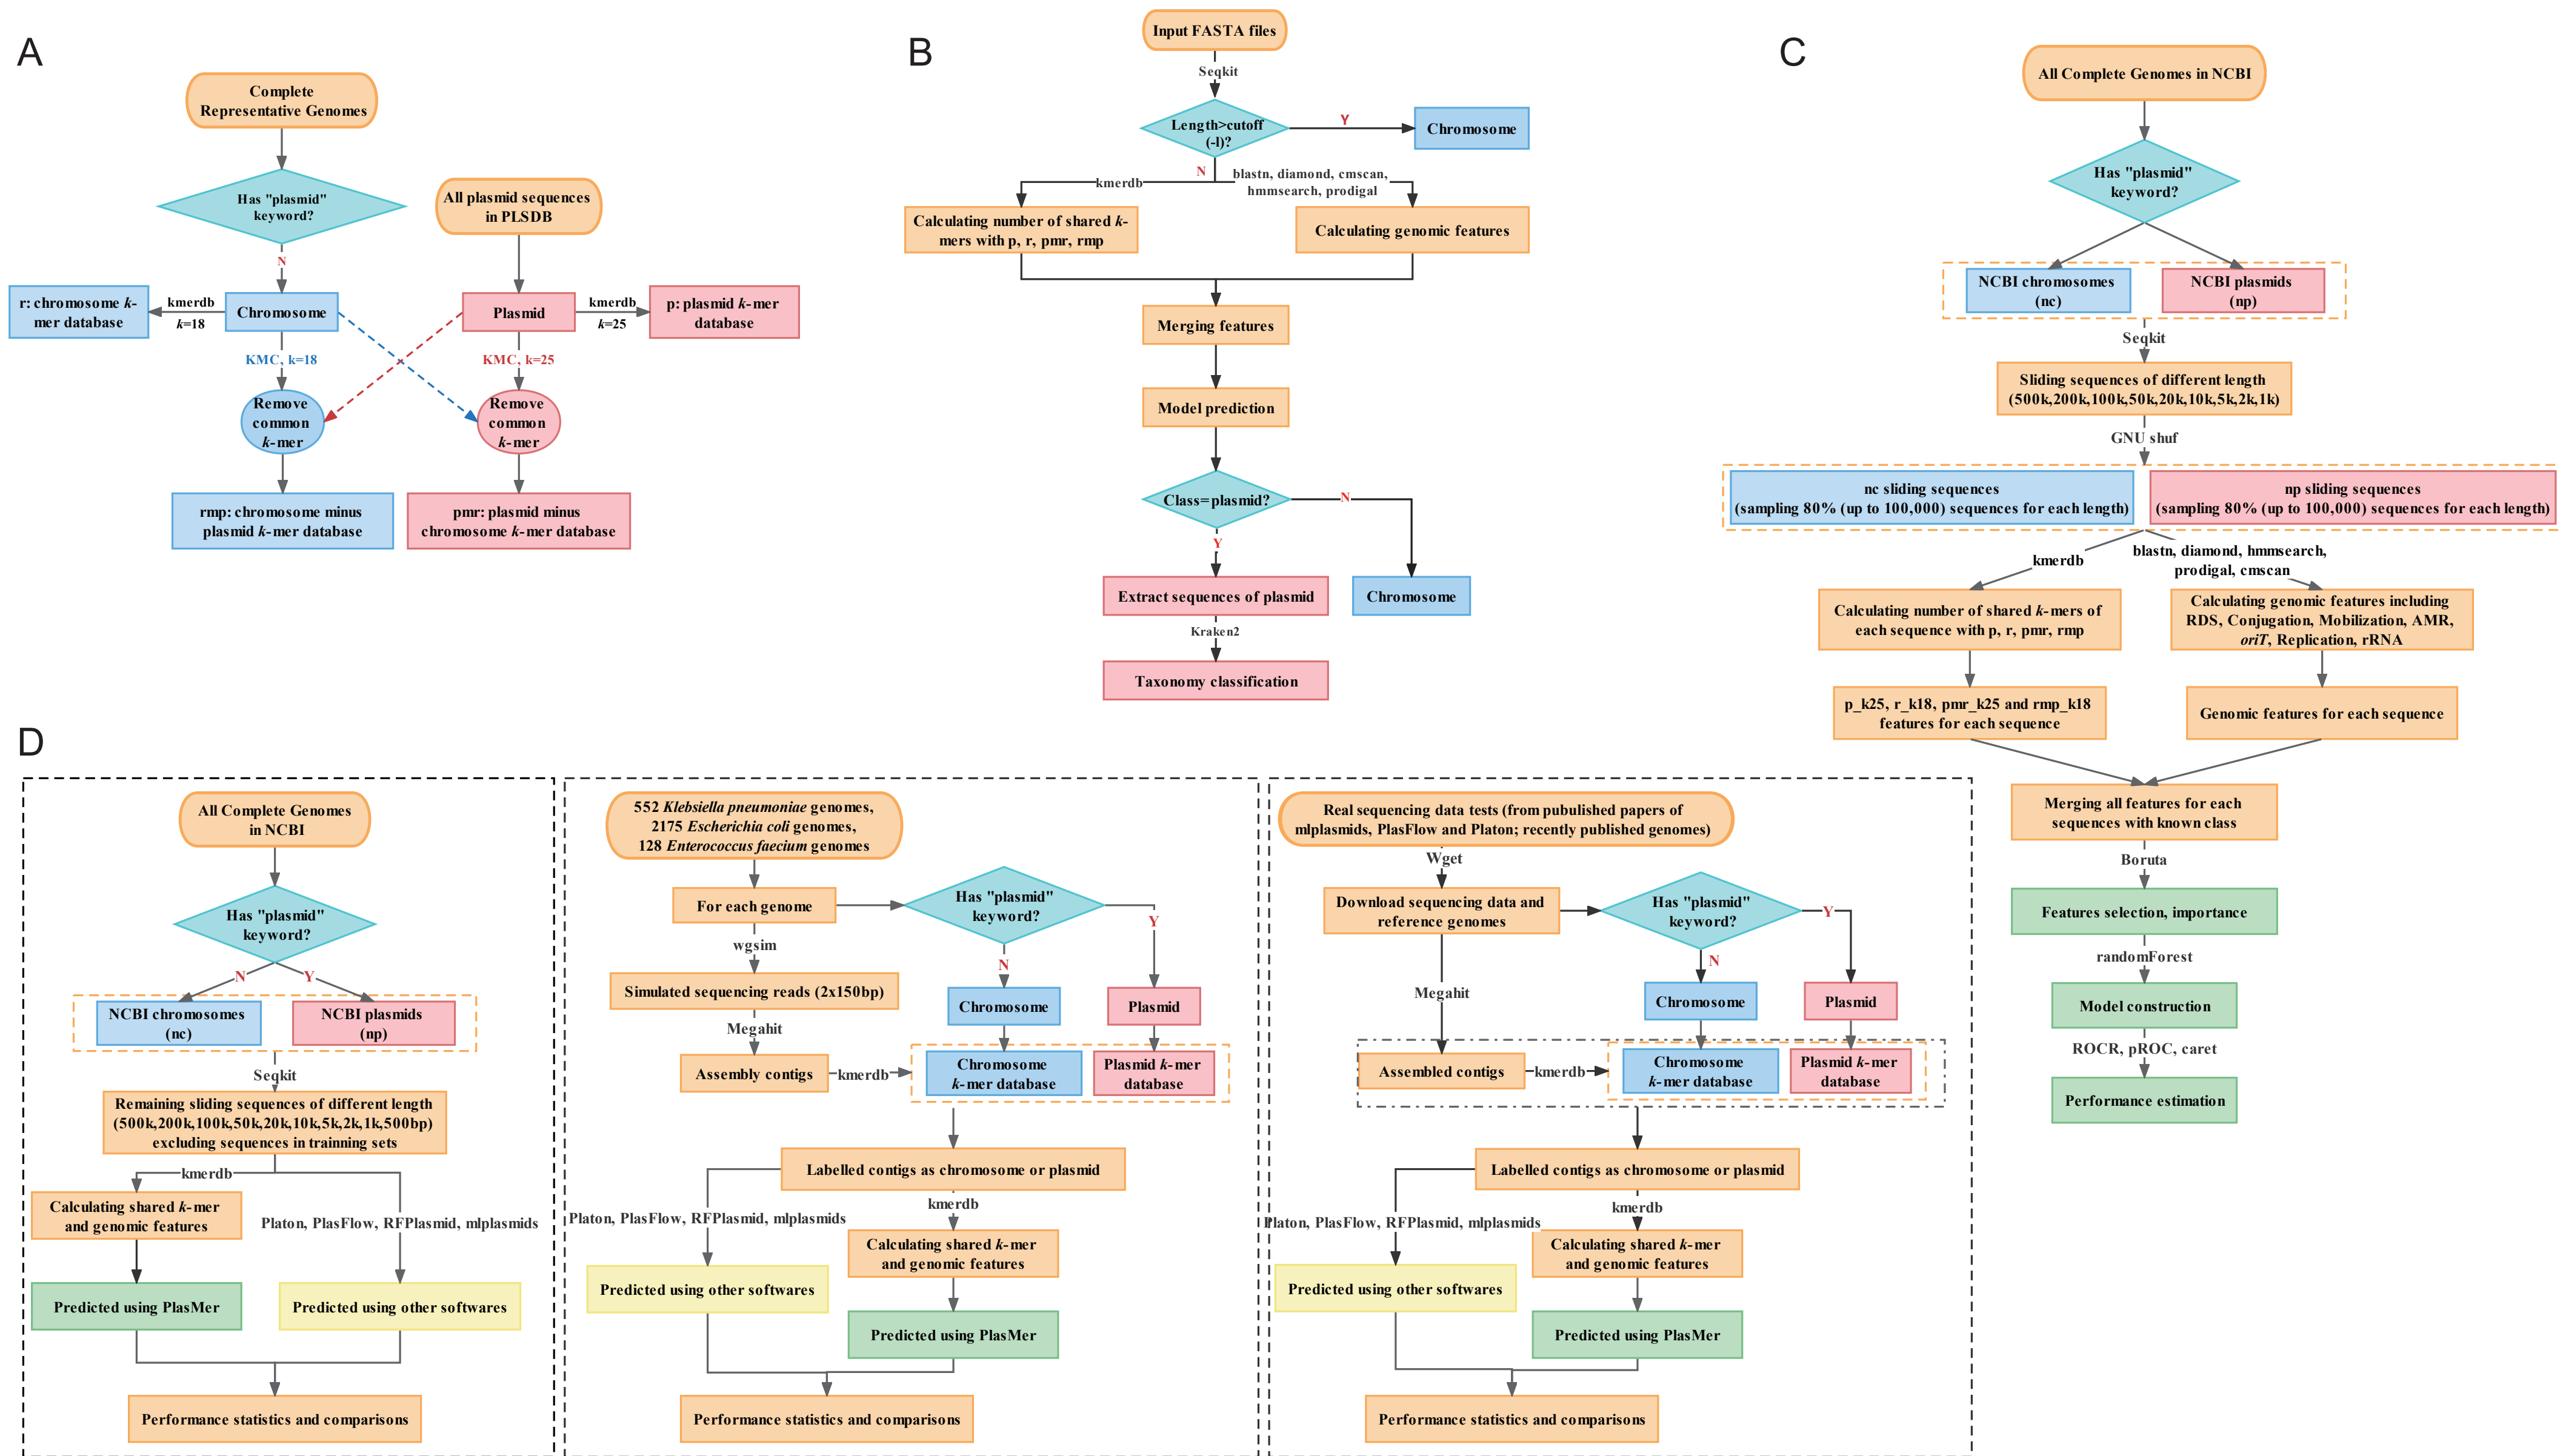 A
Complete
Representative Genomes
Has "plasmid"
keyword?
All plasmid sequences
in PLSDB
N
r: chromosome k-
mer database
kmerdb
k=18
Chromosome
Plasmid
kmerdb
k=25
p: plasmid k-mer
database
KMC, k=18
KMC, k=25
Remove
common
k-mer
Remove
common
k-mer
rmp: chromosome minus
plasmid k-mer database
pmr: plasmid minus
chromosome k-mer database
B
Input FASTA files
Seqkit
Length>cutoff
(-l)?
Y
Chromosome
N
kmerdb
blastn, diamond, cmscan,
hmmsearch, prodigal
Calculating number of shared k-
mers with p, r, pmr, rmp
Calculating genomic features
Merging features
Model prediction
Class=plasmid?
N
Y
Extract sequences of plasmid
Chromosome
Kraken2
Taxonomy classification
C
All Complete Genomes in NCBI
Has "plasmid"
keyword?
NCBI chromosomes
(nc)
NCBI plasmids
(np)
Seqkit
Sliding sequences of different length
(500k,200k,100k,50k,20k,10k,5k,2k,1k)
GNU shuf
nc sliding sequences
(sampling 80% (up to 100,000) sequences for each length)
np sliding sequences
(sampling 80% (up to 100,000) sequences for each length)
kmerdb
blastn, diamond, hmmsearch,
prodigal, cmscan
Calculating number of shared k-mers of
each sequence with p, r, pmr, rmp
Calculating genomic features including
RDS, Conjugation, Mobilization, AMR,
oriT, Replication, rRNA
p_k25, r_k18, pmr_k25 and rmp_k18
features for each sequence
Genomic features for each sequence
Merging all features for each
sequences with known class
Boruta
Features selection, importance
randomForest
Model construction
ROCR, pROC, caret
Performance estimation
D
All Complete Genomes
in NCBI
Has "plasmid"
keyword?
N
Y
NCBI chromosomes
(nc)
NCBI plasmids
(np)
Seqkit
Remaining sliding sequences of different length
(500k,200k,100k,50k,20k,10k,5k,2k,1k,500bp)
excluding sequences in trainning sets
kmerdb
Calculating shared k-mer
and genomic features
Platon, PlasFlow, RFPlasmid, mlplasmids
Predicted using PlasMer
Predicted using other softwares
Performance statistics and comparisons
552 Klebsiella pneumoniae genomes,
2175 Escherichia coli genomes,
128 Enterococcus faecium genomes
For each genome
Has "plasmid"
keyword?
Y
wgsim
N
Simulated sequencing reads (2x150bp)
Chromosome
Plasmid
Megahit
Assembly contigs
kmerdb
Chromosome
k-mer database
Plasmid k-mer
database
Labelled contigs as chromosome or plasmid
kmerdb
Platon, PlasFlow, RFPlasmid, mlplasmids
Calculating shared k-mer
and genomic features
Predicted using other softwares
Predicted using PlasMer
Performance statistics and comparisons
Real sequencing data tests (from pubulished papers of
mlplasmids, PlasFlow and Platon; recently published genomes)
Wget
Download sequencing data and
reference genomes
Has "plasmid"
keyword?
Y
N
Megahit
Chromosome
Plasmid
Assembled contigs
kmerdb
Chromosome
k-mer database
Plasmid k-mer
database
Labelled contigs as chromosome or plasmid
kmerdb
Platon, PlasFlow, RFPlasmid, mlplasmids
Calculating shared k-mer
and genomic features
Predicted using other softwares
Predicted using PlasMer
Performance statistics and comparisons